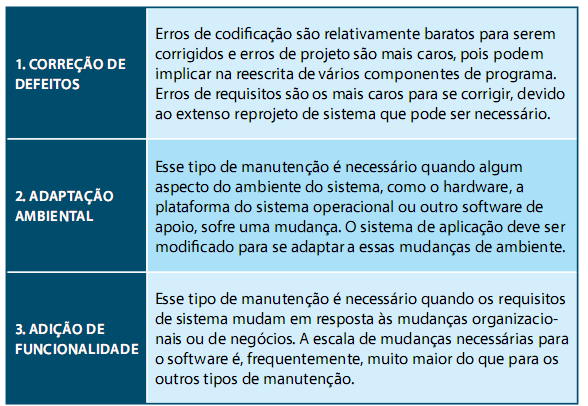 1. CORREÇÃO DE
DEFEITOS
Erros de codificação são relativamente baratos para serem
corrigidos e erros de projeto são mais caros, pois podem
implicar na reescrita de vários componentes de programa.
Erros de requisitos são os mais caros para se corrigir, devido
ao extenso reprojeto de sistema que pode ser necessário.
2. ADAPTAÇÃO
AMBIENTAL
Esse tipo de manutenção é necessário quando algum
aspecto do ambiente do sistema, como o hardware, a
plataforma do sistema operacional ou outro software de
apoio, sofre uma mudança. O sistema de aplicação deve ser
modificado para se adaptar a essas mudanças de ambiente.
3. ADIÇÃO DE
FUNCIONALIDADE
Esse tipo de manutenção é necessário quando os requisitos
de sistema mudam em resposta às mudanças organizacio-
nais ou de negócios. A escala de mudanças necessárias para
o software é, frequentemente, muito maior do que para os
outros tipos de manutenção.